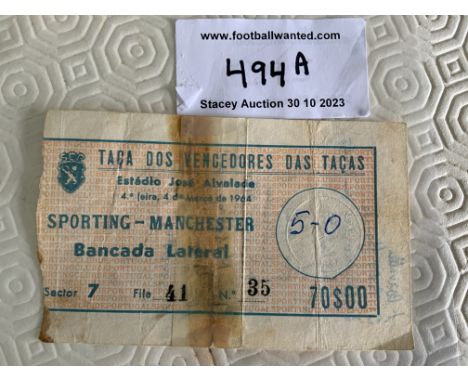 www.footballwanted.com
494A
Stacey Auction 30 10 2023
TAÇA DOS VENCEDORES DAS TAÇAS
Estádio José Alvalade
4.ª feira, 4 de Março de 1964
SPORTING-MANCHESTER
5-0
Bancada Lateral
Sector 7 Fila 41 N.º 35 70$00